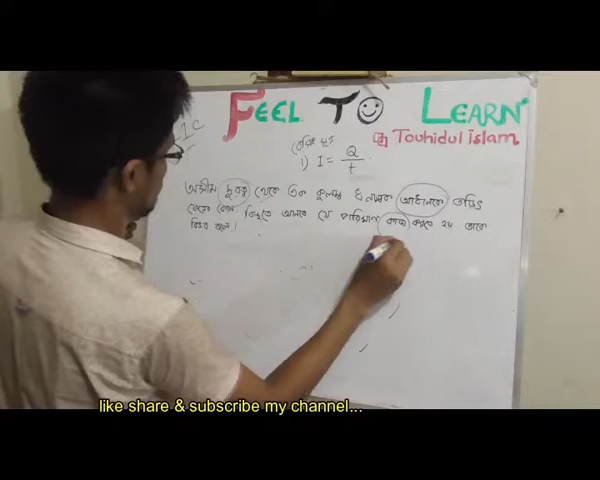 FEEL TO LEARN
Touhidul Islam
বেসিক সূত্র
1) I = Q/t
অসীম দূরত্ব থেকে এক কুলম্ব ধনাত্মক আধানকে তড়িৎ
ক্ষেত্রের কোন বিন্দুতে আনতে যে পরিমাণ কাজ করতে হয় তাকে
বিভব বলে।
like share & subscribe my channel...